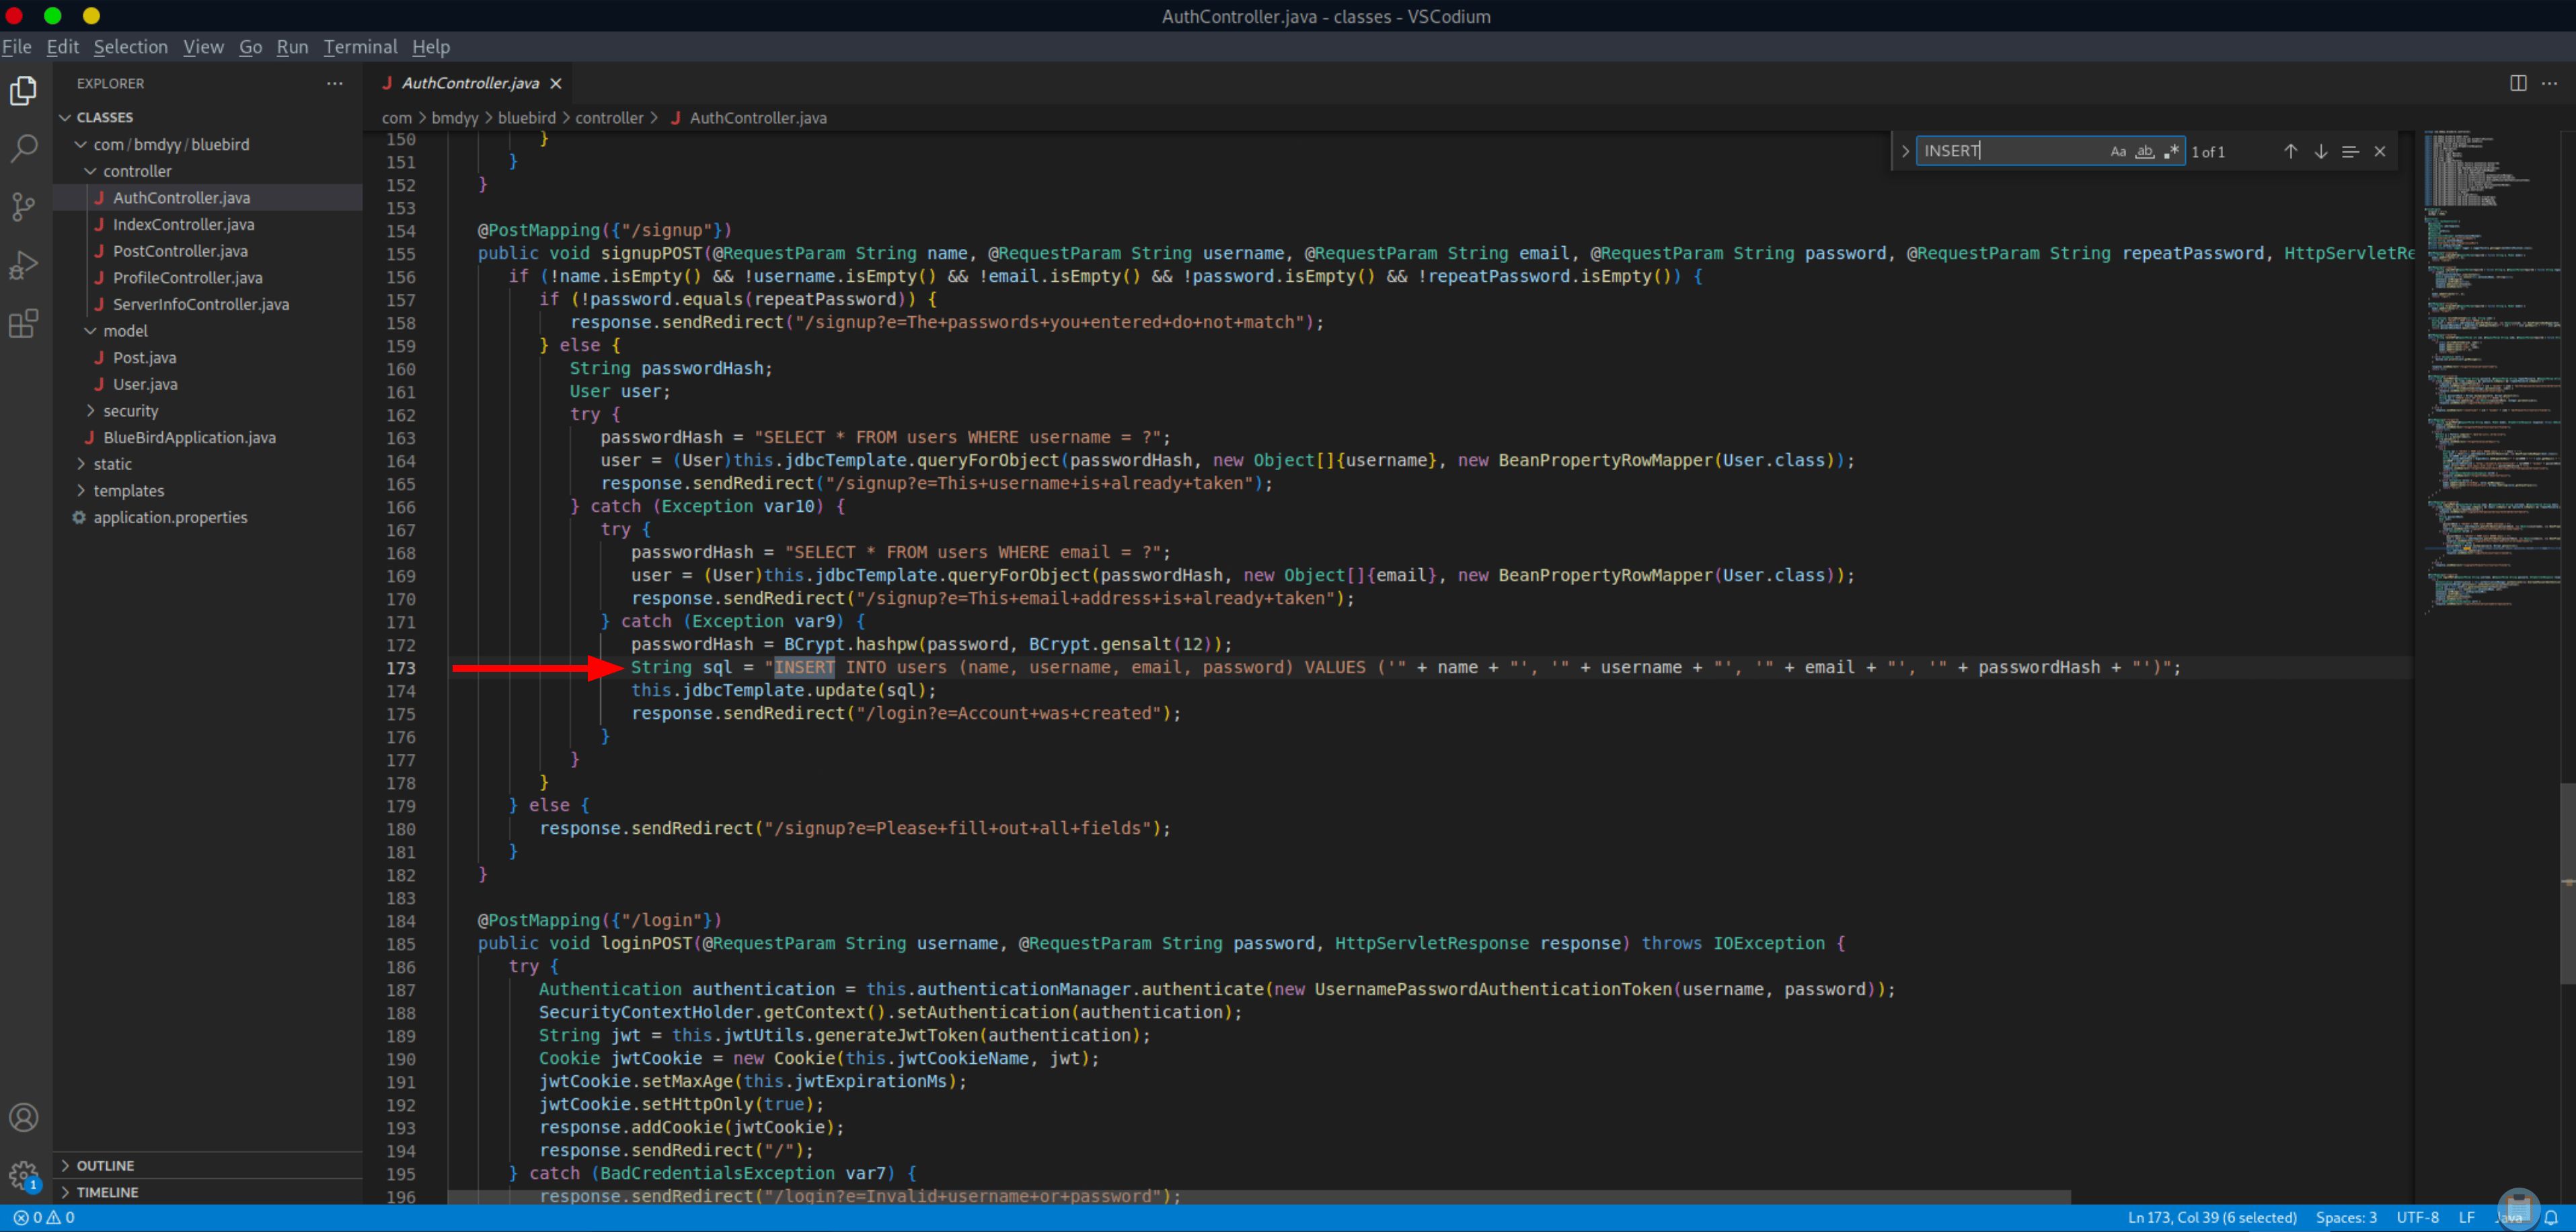 AuthController.java - classes - VSCodium
File Edit Selection View Go Run Terminal Help
EXPLORER
CLASSES
com / bmdyy / bluebird
controller
AuthController.java
IndexController.java
PostController.java
ProfileController.java
ServerInfoController.java
model
Post.java
User.java
security
BlueBirdApplication.java
static
templates
application.properties
OUTLINE
TIMELINE
AuthController.java
com > bmdyy > bluebird > controller > AuthController.java
INSERT Aa ab .* 1 of 1
150 }
151 }
152 }
153
154 @PostMapping({"/signup"})
155 public void signupPOST(@RequestParam String name, @RequestParam String username, @RequestParam String email, @RequestParam String password, @RequestParam String repeatPassword, HttpServletRe
156 if (!name.isEmpty() && !username.isEmpty() && !email.isEmpty() && !password.isEmpty() && !repeatPassword.isEmpty()) {
157 if (!password.equals(repeatPassword)) {
158 response.sendRedirect("/signup?e=The+passwords+you+entered+do+not+match");
159 } else {
160 String passwordHash;
161 User user;
162 try {
163 passwordHash = "SELECT * FROM users WHERE username = ?";
164 user = (User)this.jdbcTemplate.queryForObject(passwordHash, new Object[]{username}, new BeanPropertyRowMapper(User.class));
165 response.sendRedirect("/signup?e=This+username+is+already+taken");
166 } catch (Exception var10) {
167 try {
168 passwordHash = "SELECT * FROM users WHERE email = ?";
169 user = (User)this.jdbcTemplate.queryForObject(passwordHash, new Object[]{email}, new BeanPropertyRowMapper(User.class));
170 response.sendRedirect("/signup?e=This+email+address+is+already+taken");
171 } catch (Exception var9) {
172 passwordHash = BCrypt.hashpw(password, BCrypt.gensalt(12));
173 String sql = "INSERT INTO users (name, username, email, password) VALUES ('" + name + "', '" + username + "', '" + email + "', '" + passwordHash + "')";
174 this.jdbcTemplate.update(sql);
175 response.sendRedirect("/login?e=Account+was+created");
176 }
177 }
178 }
179 } else {
180 response.sendRedirect("/signup?e=Please+fill+out+all+fields");
181 }
182 }
183
184 @PostMapping({"/login"})
185 public void loginPOST(@RequestParam String username, @RequestParam String password, HttpServletResponse response) throws IOException {
186 try {
187 Authentication authentication = this.authenticationManager.authenticate(new UsernamePasswordAuthenticationToken(username, password));
188 SecurityContextHolder.getContext().setAuthentication(authentication);
189 String jwt = this.jwtUtils.generateJwtToken(authentication);
190 Cookie jwtCookie = new Cookie(this.jwtCookieName, jwt);
191 jwtCookie.setMaxAge(this.jwtExpirationMs);
192 jwtCookie.setHttpOnly(true);
193 response.addCookie(jwtCookie);
194 response.sendRedirect("/");
195 } catch (BadCredentialsException var7) {
196 response.sendRedirect("/login?e=Invalid+username+or+password");
1
0 0
Ln 173, Col 39 (6 selected) Spaces: 3 UTF-8 LF